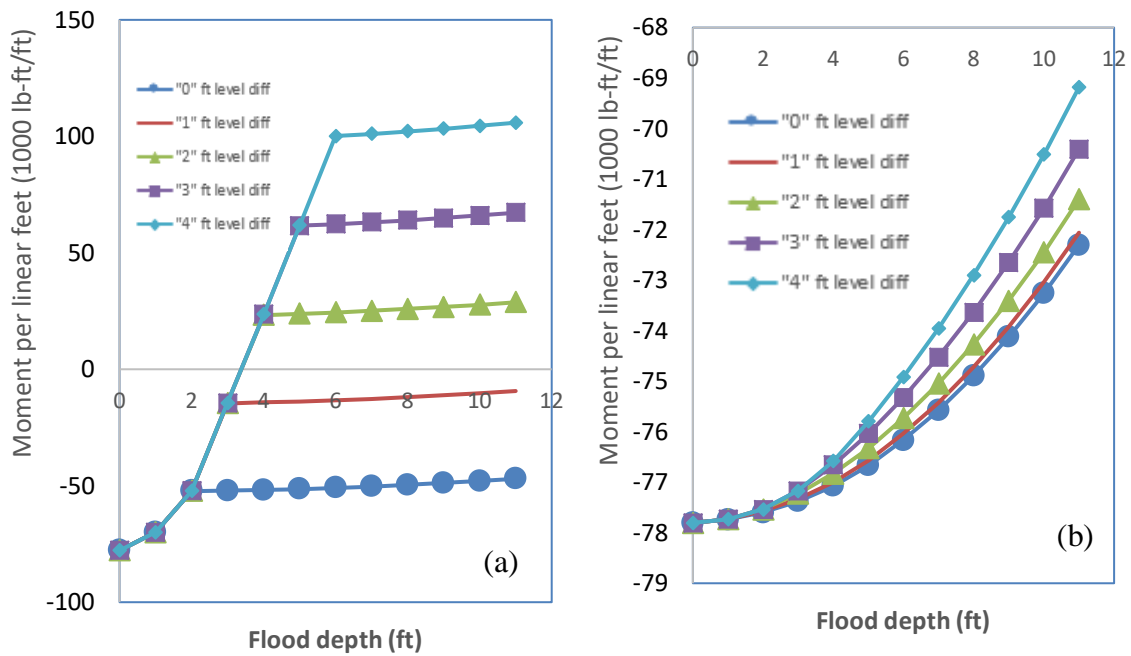 Moment per linear feet (1000 lb-ft/ft)
150
100
50
0
-50
-100
0 2 4 6 8 10 12
"0" ft level diff
"1" ft level diff
"2" ft level diff
"3" ft level diff
"4" ft level diff
(a)
Flood depth (ft)
Moment per linear feet (1000 lb-ft/ft)
-68
-69
-70
-71
-72
-73
-74
-75
-76
-77
-78
-79
0 2 4 6 8 10 12
"0" ft level diff
"1" ft level diff
"2" ft level diff
"3" ft level diff
"4" ft level diff
(b)
Flood depth (ft)